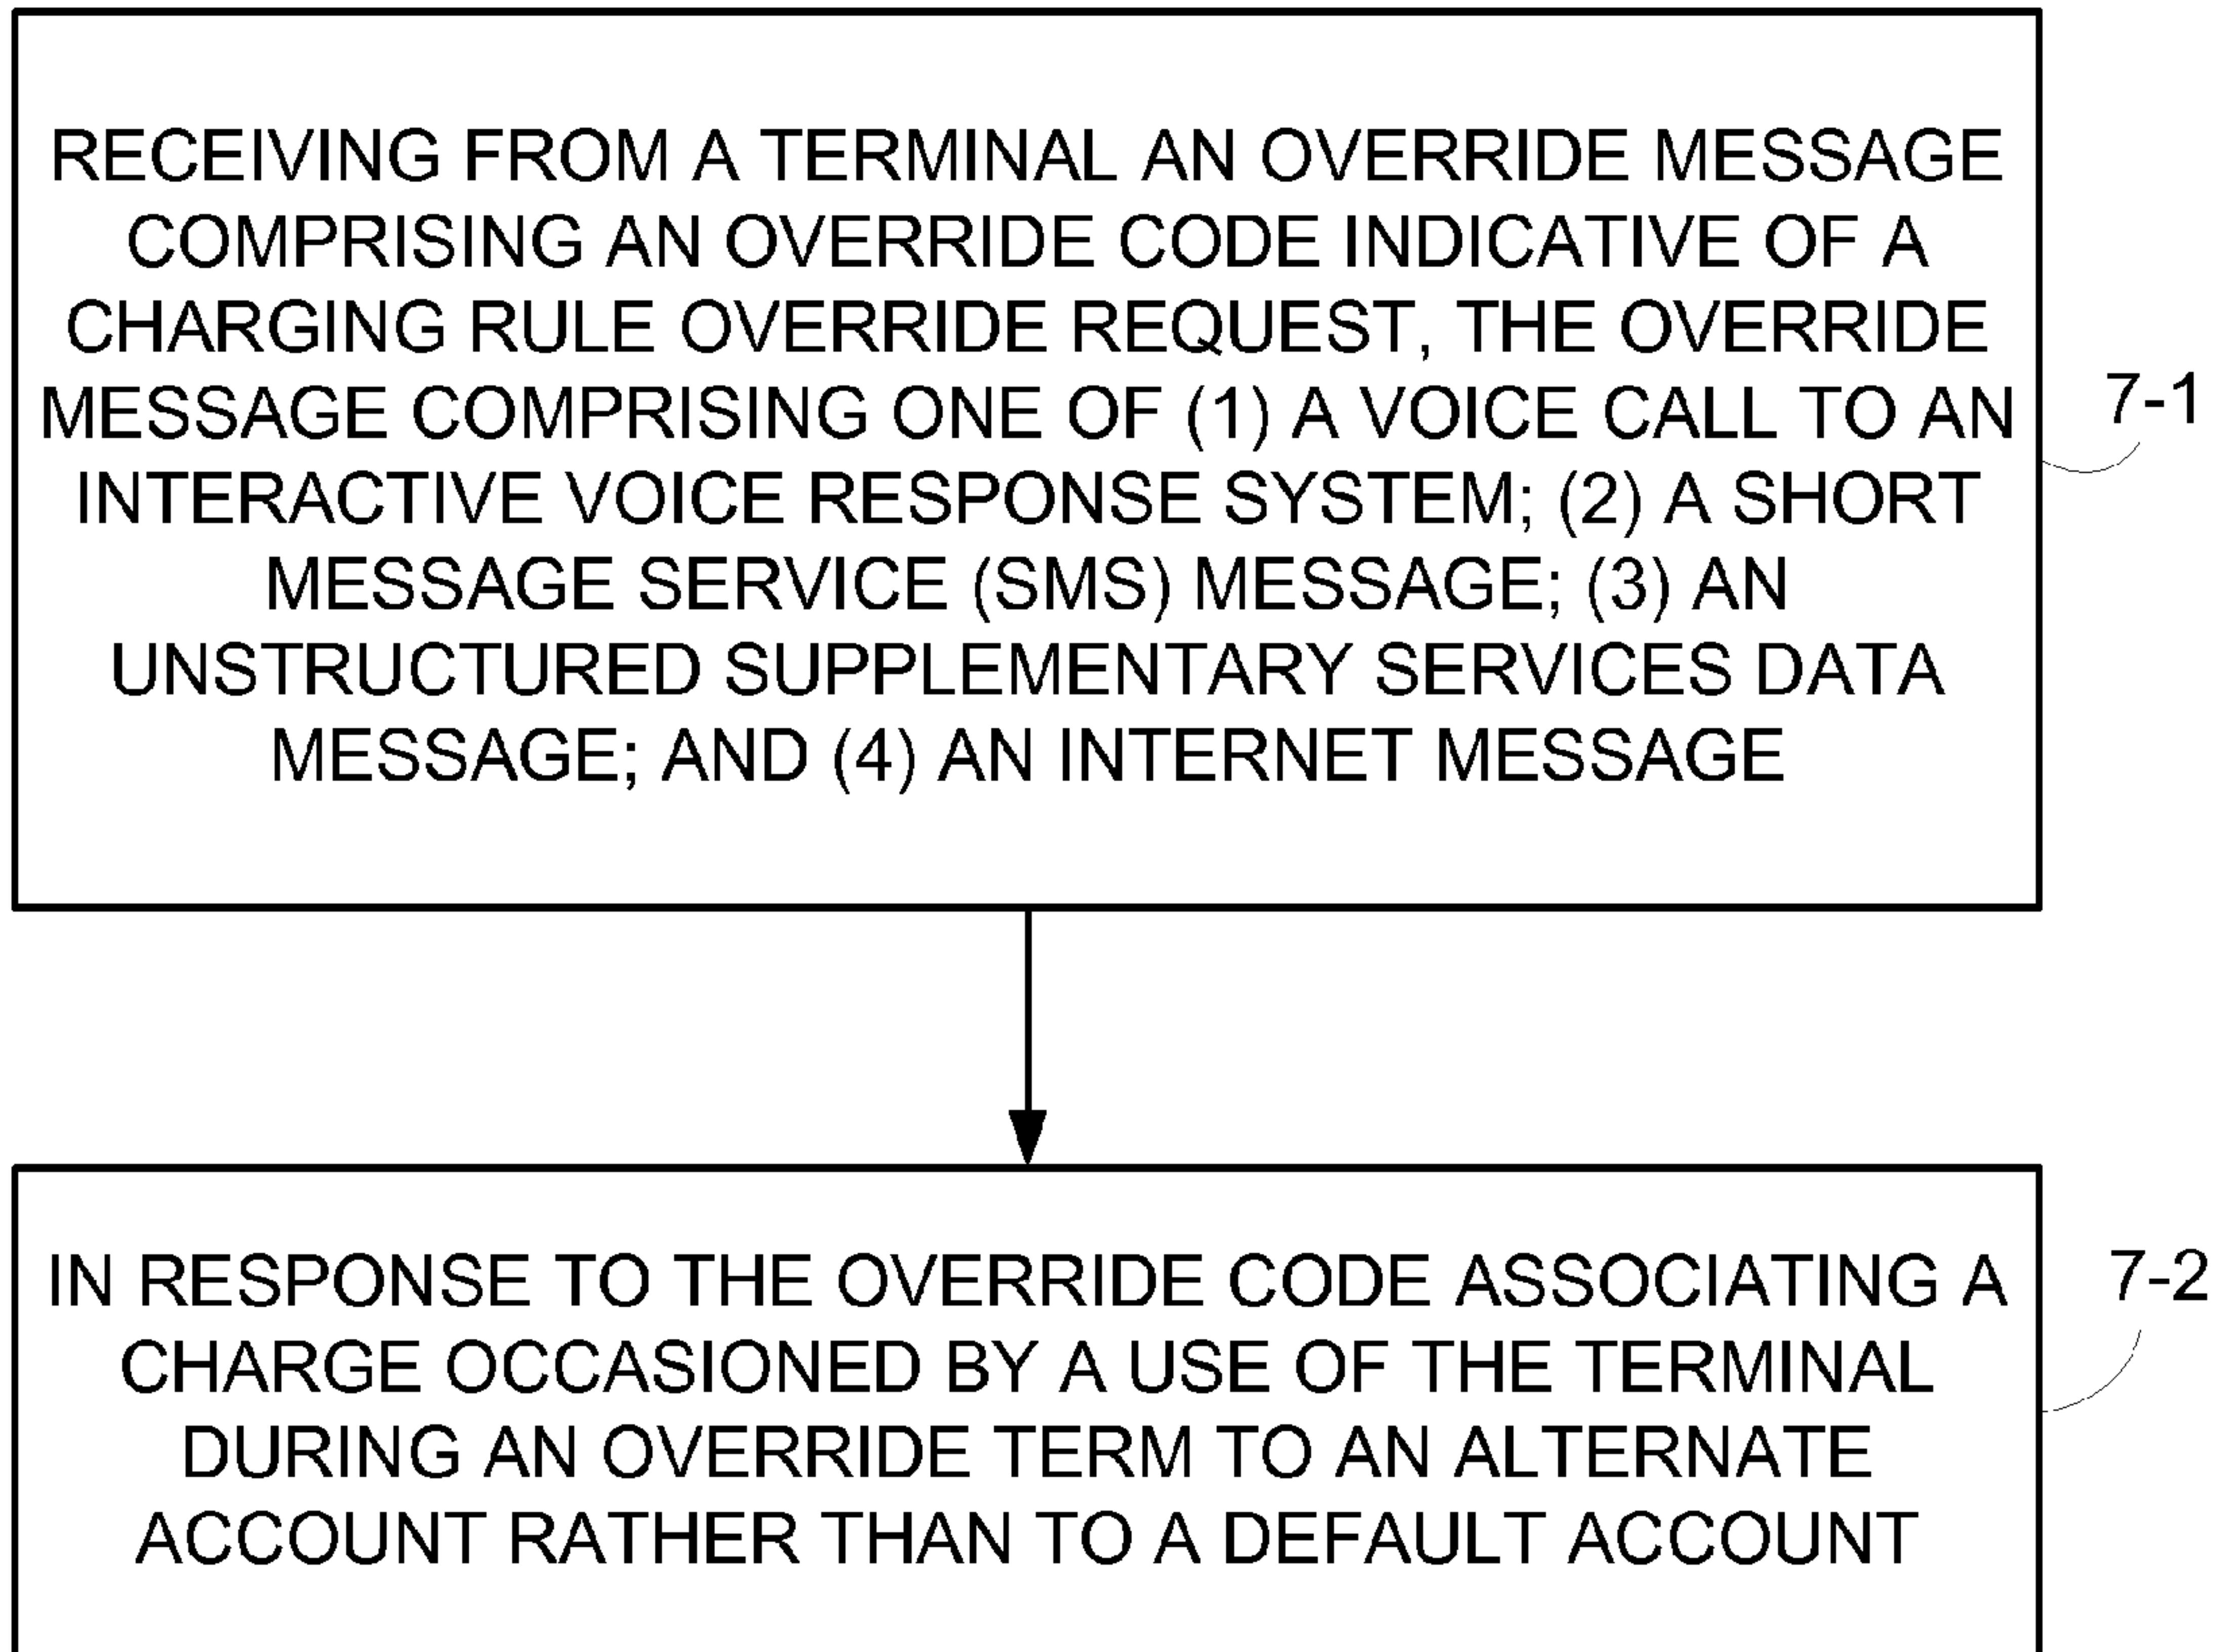 RECEIVING FROM A TERMINAL AN OVERRIDE MESSAGE
COMPRISING AN OVERRIDE CODE INDICATIVE OF A
CHARGING RULE OVERRIDE REQUEST, THE OVERRIDE
MESSAGE COMPRISING ONE OF (1) A VOICE CALL TO AN
INTERACTIVE VOICE RESPONSE SYSTEM; (2) A SHORT
MESSAGE SERVICE (SMS) MESSAGE; (3) AN
UNSTRUCTURED SUPPLEMENTARY SERVICES DATA
MESSAGE; AND (4) AN INTERNET MESSAGE
7-1
IN RESPONSE TO THE OVERRIDE CODE ASSOCIATING A
CHARGE OCCASIONED BY A USE OF THE TERMINAL
DURING AN OVERRIDE TERM TO AN ALTERNATE
ACCOUNT RATHER THAN TO A DEFAULT ACCOUNT
7-2